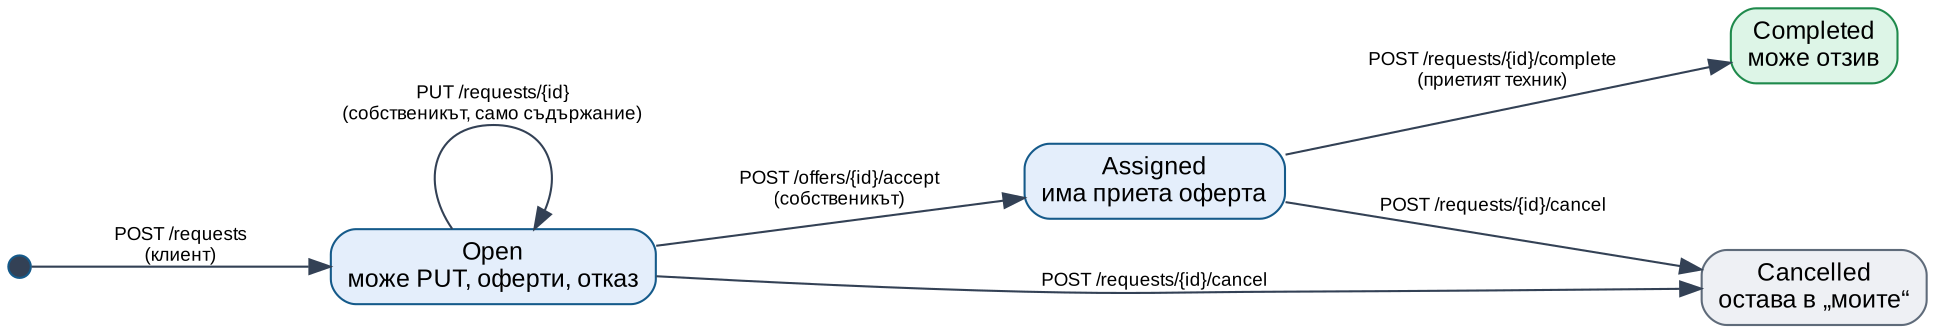 Completed
може отзив
POST /requests/{id}/complete
(приетият техник)
PUT /requests/{id}
(собственикът, само съдържание)
Assigned
има приета оферта
POST /offers/{id}/accept
(собственикът)
POST /requests/{id}/cancel
POST /requests
(клиент)
Open
може PUT, оферти, отказ
POST /requests/{id}/cancel
Cancelled
остава в „моите“